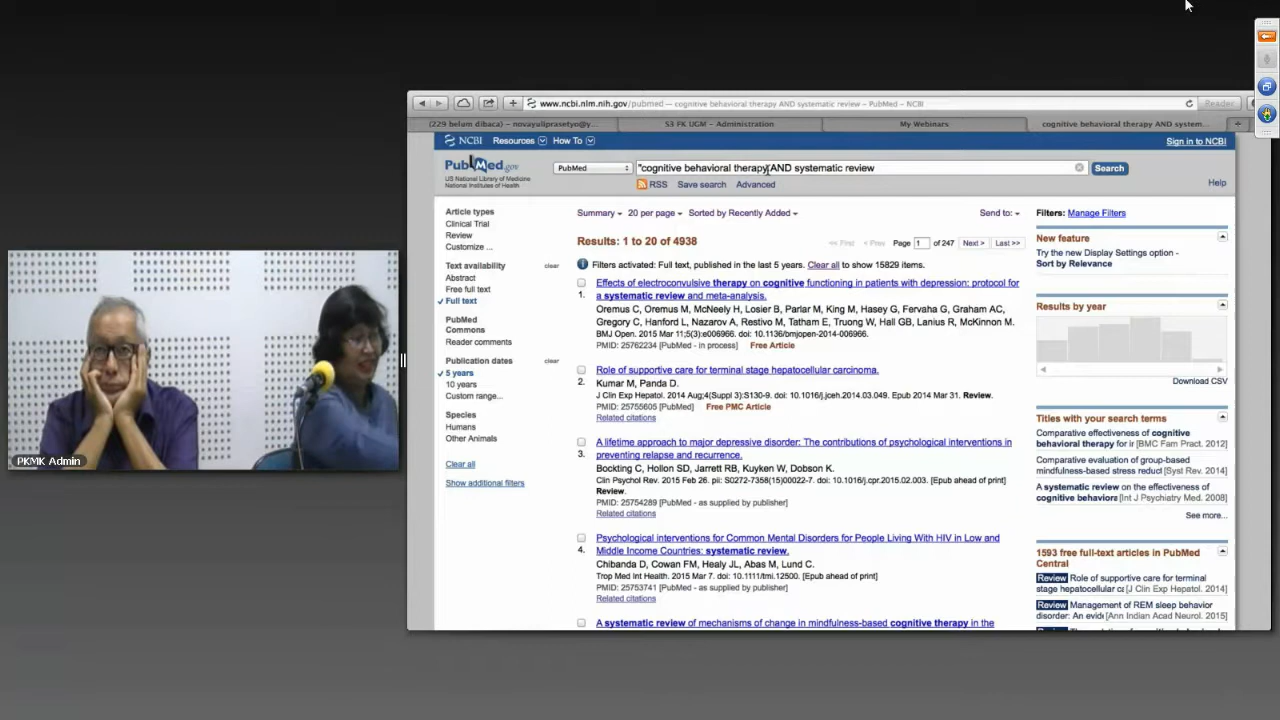 www.ncbi.nlm.nih.gov/pubmed — cognitive behavioral therapy AND systematic review – PubMed – NCBI
Reader
(229 belum dibaca) – novayuliprasetyo@y...
S3 FK UGM – Administration
My Webinars
cognitive behavioral therapy AND system...
NCBI Resources How To
Sign in to NCBI
PubMed.gov
US National Library of Medicine
National Institutes of Health
PubMed
"cognitive behavioral therapy AND systematic review
Search
RSS Save search Advanced
Help
Article types
Clinical Trial
Review
Customize ...
Text availability
clear
Abstract
Free full text
Full text
PubMed
Commons
Reader comments
Publication dates
clear
5 years
10 years
Custom range...
Species
Humans
Other Animals
Clear all
Show additional filters
Summary 20 per page Sorted by Recently Added
Send to:
Results: 1 to 20 of 4938
<< First < Prev Page 1 of 247 Next > Last >>
Filters activated: Full text, published in the last 5 years. Clear all to show 15829 items.
Effects of electroconvulsive therapy on cognitive functioning in patients with depression: protocol for
1. a systematic review and meta-analysis.
Oremus C, Oremus M, McNeely H, Losier B, Parlar M, King M, Hasey G, Fervaha G, Graham AC,
Gregory C, Hanford L, Nazarov A, Restivo M, Tatham E, Truong W, Hall GB, Lanius R, McKinnon M.
BMJ Open. 2015 Mar 11;5(3):e006966. doi: 10.1136/bmjopen-2014-006966.
PMID: 25762234 [PubMed - in process] Free Article
Role of supportive care for terminal stage hepatocellular carcinoma.
2. Kumar M, Panda D.
J Clin Exp Hepatol. 2014 Aug;4(Suppl 3):S130-9. doi: 10.1016/j.jceh.2014.03.049. Epub 2014 Mar 31. Review.
PMID: 25755605 [PubMed] Free PMC Article
Related citations
A lifetime approach to major depressive disorder: The contributions of psychological interventions in
3. preventing relapse and recurrence.
Bockting C, Hollon SD, Jarrett RB, Kuyken W, Dobson K.
Clin Psychol Rev. 2015 Feb 26. pii: S0272-7358(15)00022-7. doi: 10.1016/j.cpr.2015.02.003. [Epub ahead of print]
Review.
PMID: 25754289 [PubMed - as supplied by publisher]
Related citations
Psychological interventions for Common Mental Disorders for People Living With HIV in Low and
4. Middle Income Countries: systematic review.
Chibanda D, Cowan FM, Healy JL, Abas M, Lund C.
Trop Med Int Health. 2015 Mar 7. doi: 10.1111/tmi.12500. [Epub ahead of print]
PMID: 25753741 [PubMed - as supplied by publisher]
Related citations
A systematic review of mechanisms of change in mindfulness-based cognitive therapy in the
Filters: Manage Filters
New feature
Try the new Display Settings option -
Sort by Relevance
Results by year
Download CSV
Titles with your search terms
Comparative effectiveness of cognitive
behavioral therapy for ir [BMC Fam Pract. 2012]
Comparative evaluation of group-based
mindfulness-based stress reduct [Syst Rev. 2014]
A systematic review on the effectiveness of
cognitive behaviora [Int J Psychiatry Med. 2008]
See more...
1593 free full-text articles in PubMed
Central
Review Role of supportive care for terminal
stage hepatocellular ca [J Clin Exp Hepatol. 2014]
Review Management of REM sleep behavior
disorder: An evid [Ann Indian Acad Neurol. 2015]
PKMK Admin